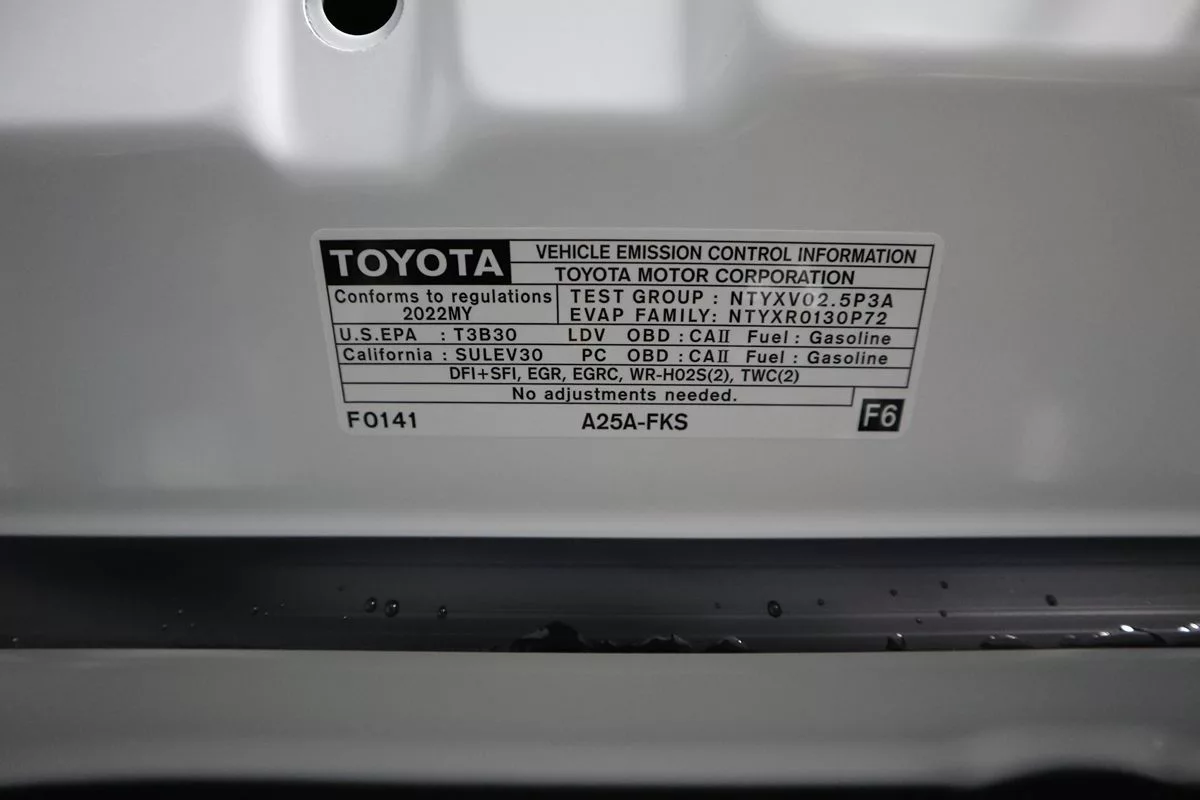 TOYOTA VEHICLE EMISSION CONTROL INFORMATION
TOYOTA MOTOR CORPORATION
Conforms to regulations
2022MY
TEST GROUP : NTYXV02.5P3A
EVAP FAMILY: NTYXR0130P72
U.S.EPA : T3B30 LDV OBD : CAⅡ Fuel : Gasoline
California : SULEV30 PC OBD : CAⅡ Fuel : Gasoline
DFI+SFI, EGR, EGRC, WR-HO2S(2), TWC(2)
No adjustments needed.
F0141 A25A-FKS F6